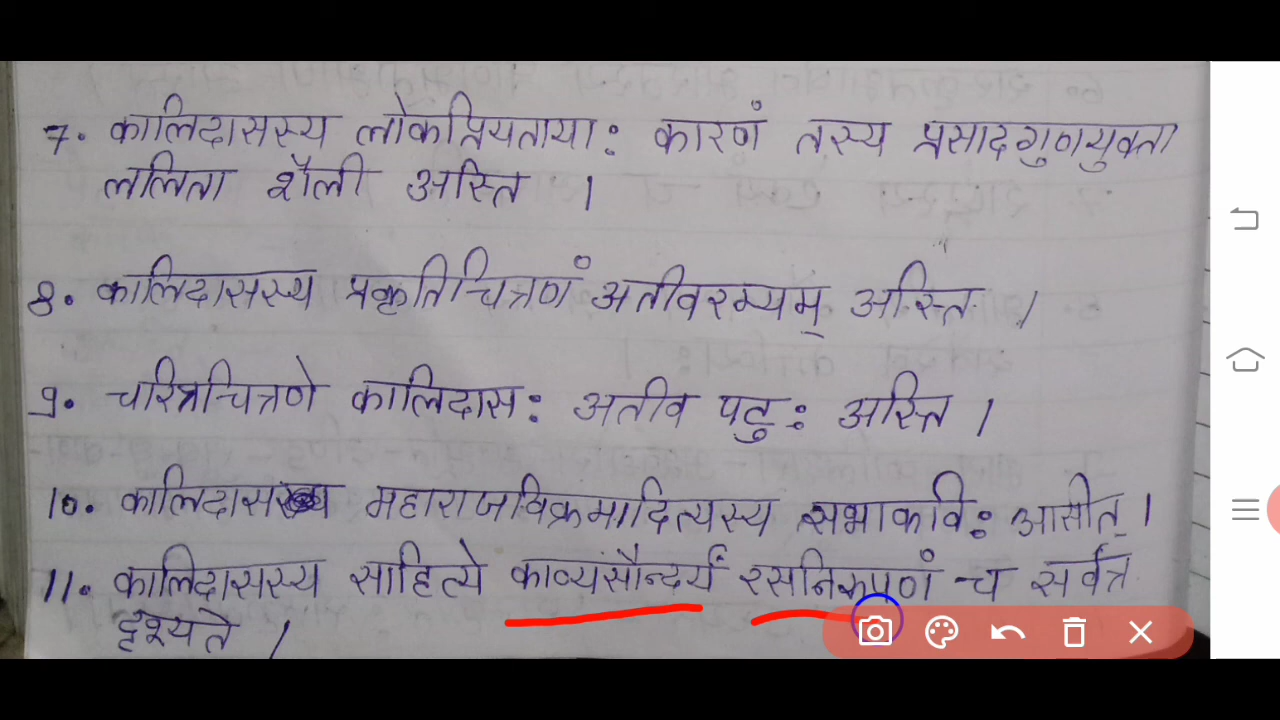 7. कालिदासस्य लोकप्रियतायाः कारणं तस्य प्रसादगुणयुक्ता
ललिता शैली अस्ति ।
8. कालिदासस्य प्रकृतिचित्रणं अतीवरम्यम् अस्ति ।
9. चरित्रचित्रणे कालिदासः अतीव पटुः अस्ति ।
10. महाराजविक्रमादित्यस्य सभाकविः आसीत् ।
11. कालिदासस्य साहित्ये काव्यसौन्दर्यं रसनिरूपणं च सर्वत्र
दृश्यते ।